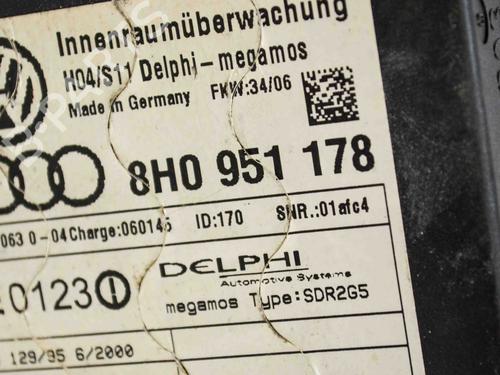 Innenraumüberwachung
H04/S11 Delphi-megamos
Made in Germany FKW:34/06
8H0 951 178
063 0-04 Charge:060145 ID:170 SNR.:01afc4
0123
DELPHI
Automotive Systems
megamos Type:SDR2G5
129/95 6/2000